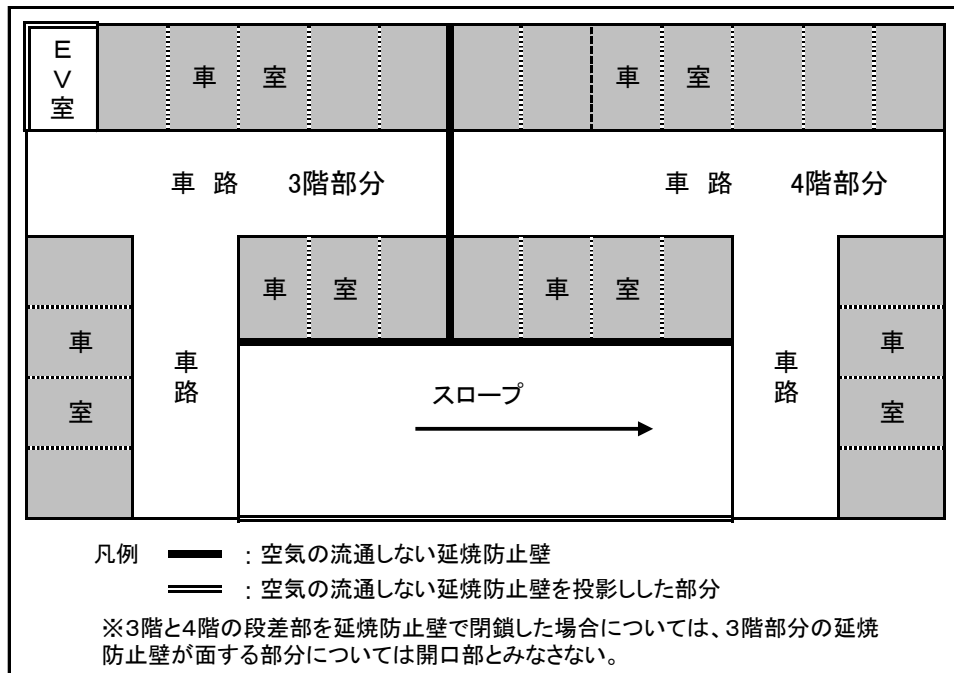 EV室
車 室
車 室
車 路 3階部分
車 路 4階部分
車 室
車 室
車 室
車路
スロープ
車路
車 室
凡例 : 空気の流通しない延焼防止壁
: 空気の流通しない延焼防止壁を投影しした部分
※3階と4階の段差部を延焼防止壁で閉鎖した場合については、3階部分の延焼
防止壁が面する部分については開口部とみなさない。